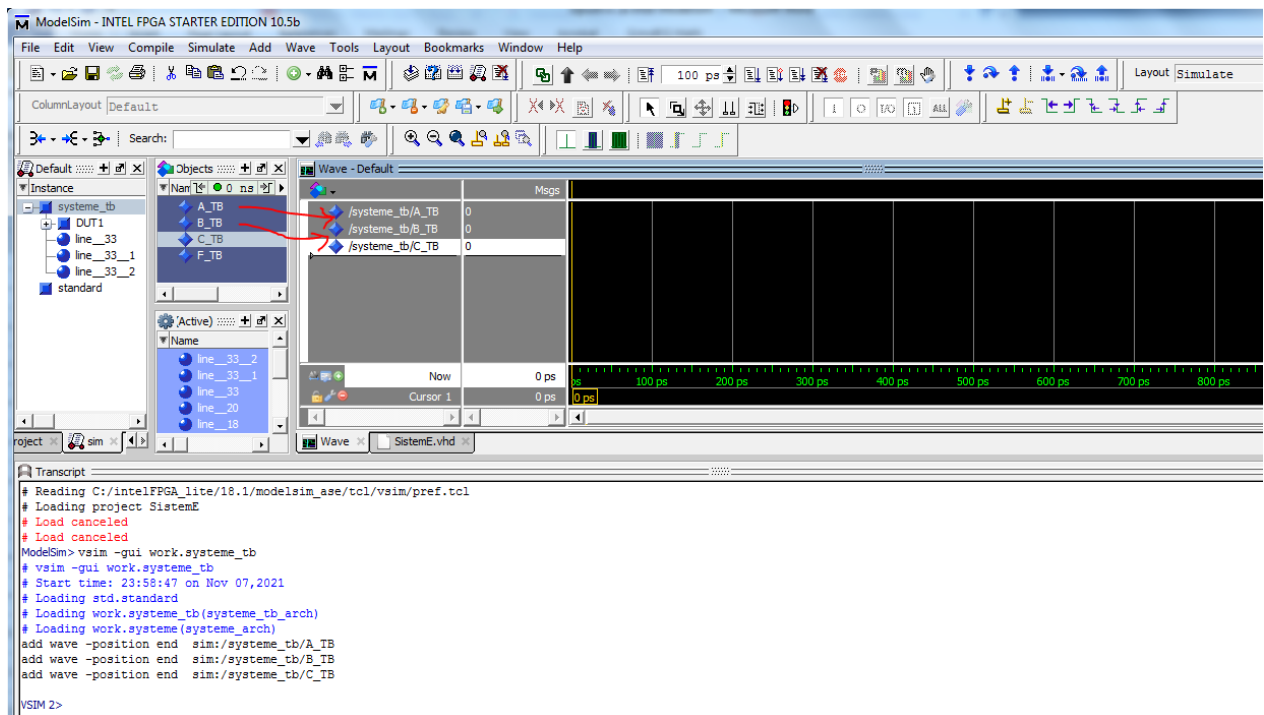 ModelSim - INTEL FPGA STARTER EDITION 10.5b
File Edit View Compile Simulate Add Wave Tools Layout Bookmarks Window Help
100 ps Layout Simulate
ColumnLayout Default
Search:
Default
Instance
systeme_tb
DUT1
line__33
line__33__1
line__33__2
standard
Objects
Nam 0 ns
A_TB
B_TB
C_TB
F_TB
(Active)
Name
line__33__2
line__33__1
line__33
line__20
line__18
Wave - Default
Msgs
/systeme_tb/A_TB 0
/systeme_tb/B_TB 0
/systeme_tb/C_TB 0
Now 0 ps
ps 100 ps 200 ps 300 ps 400 ps 500 ps 600 ps 700 ps 800 ps
Cursor 1 0 ps 0 ps
roject sim Wave SistemE.vhd
Transcript
# Reading C:/intelFPGA_lite/18.1/modelsim_ase/tcl/vsim/pref.tcl
# Loading project SistemE
# Load canceled
# Load canceled
ModelSim> vsim -gui work.systeme_tb
# vsim -gui work.systeme_tb
# Start time: 23:58:47 on Nov 07,2021
# Loading std.standard
# Loading work.systeme_tb(systeme_tb_arch)
# Loading work.systeme(systeme_arch)
add wave -position end  sim:/systeme_tb/A_TB
add wave -position end  sim:/systeme_tb/B_TB
add wave -position end  sim:/systeme_tb/C_TB
VSIM 2>